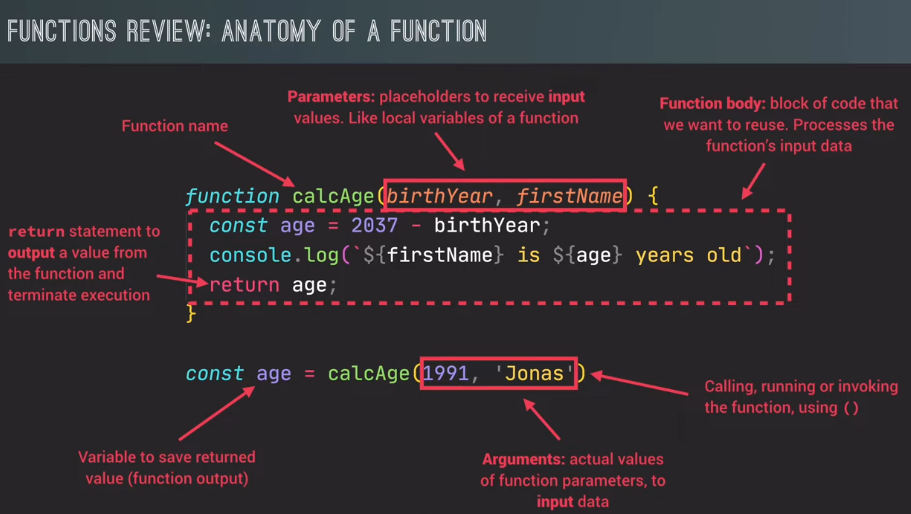 FUNCTIONS REVIEW: ANATOMY OF A FUNCTION
Parameters: placeholders to receive input
values. Like local variables of a function
Function body: block of code that
we want to reuse. Processes the
function's input data
Function name
function calcAge(birthYear, firstName) {
const age = 2037 - birthYear;
console.log(`${firstName} is ${age} years old`);
return age;
}
return statement to
output a value from
the function and
terminate execution
const age = calcAge(1991, 'Jonas')
Calling, running or invoking
the function, using ()
Variable to save returned
value (function output)
Arguments: actual values
of function parameters, to
input data